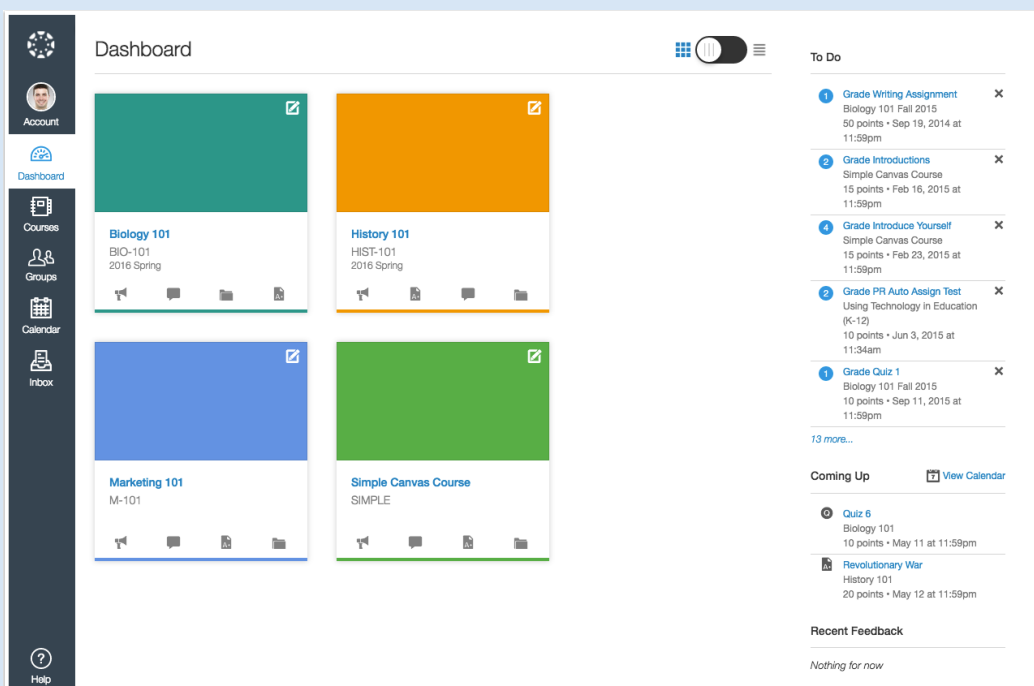 Dashboard
Account
Dashboard
Courses
Groups
Calendar
Inbox
Help
Biology 101
BIO-101
2016 Spring
A+
History 101
HIST-101
2016 Spring
A+
Marketing 101
M-101
A+
Simple Canvas Course
SIMPLE
A+
To Do
1 Grade Writing Assignment
Biology 101 Fall 2015
50 points • Sep 19, 2014 at
11:59pm
2 Grade Introductions
Simple Canvas Course
15 points • Feb 16, 2015 at
11:59pm
4 Grade Introduce Yourself
Simple Canvas Course
15 points • Feb 23, 2015 at
11:59pm
2 Grade PR Auto Assign Test
Using Technology in Education
(K-12)
10 points • Jun 3, 2015 at
11:34am
1 Grade Quiz 1
Biology 101 Fall 2015
10 points • Sep 11, 2015 at
11:59pm
13 more...
Coming Up 7 View Calendar
Q Quiz 6
Biology 101
10 points • May 11 at 11:59pm
A+ Revolutionary War
History 101
20 points • May 12 at 11:59pm
Recent Feedback
Nothing for now